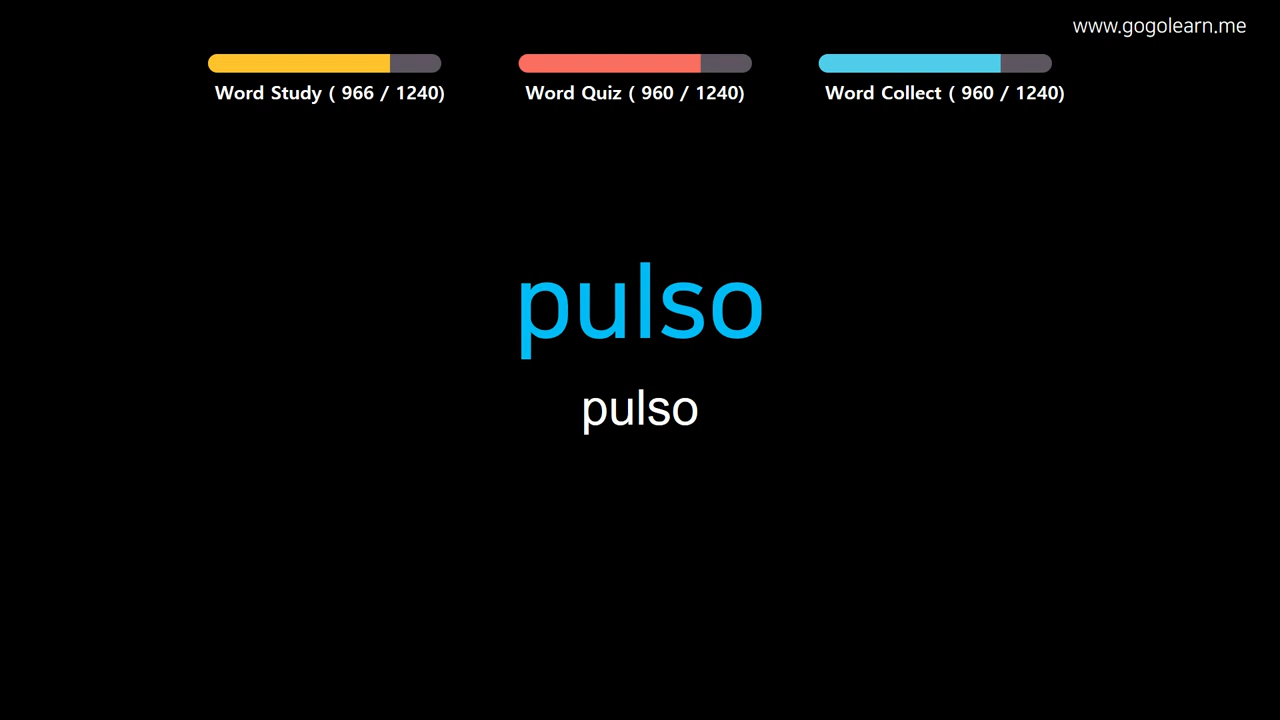 www.gogolearn.me
Word Study ( 966 / 1240)
Word Quiz ( 960 / 1240)
Word Collect ( 960 / 1240)
pulso
pulso